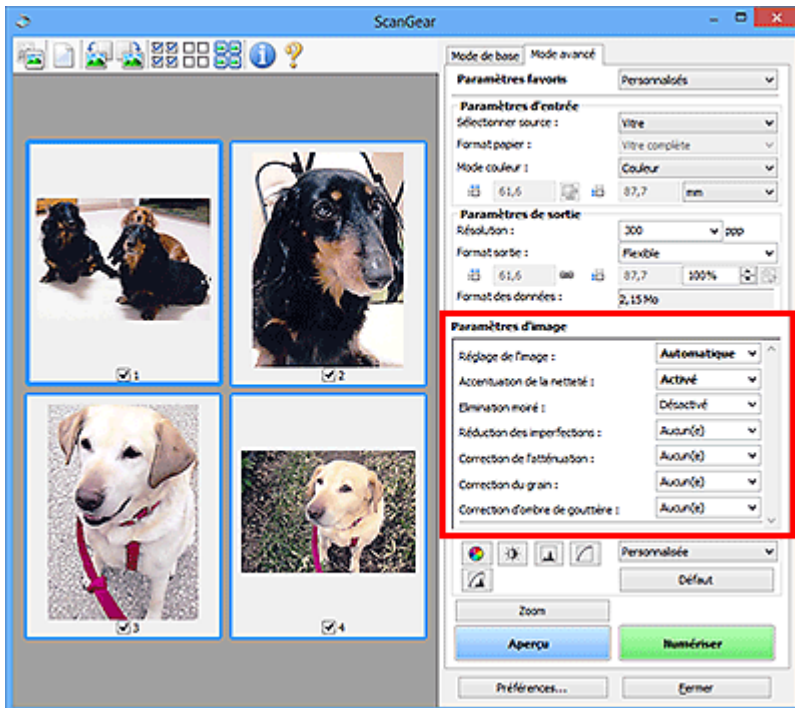 ScanGear
Mode de base Mode avancé
Paramètres favoris Personnalisés
Paramètres d'entrée
Sélectionner source : Vitre
Format papier : Vitre complète
Mode couleur : Couleur
61,6 87,7 mm
Paramètres de sortie
Résolution : 300 ppp
Format sortie : Flexible
61,6 87,7 100%
Format des données : 2,15 Mo
Paramètres d'image
Réglage de l'image : Automatique
Accentuation de la netteté : Activé
Elimination moiré : Désactivé
Réduction des imperfections : Aucun(e)
Correction de l'atténuation : Aucun(e)
Correction du grain : Aucun(e)
Correction d'ombre de gouttière : Aucun(e)
Personnalisée
Défaut
Zoom
Aperçu Numériser
Préférences... Fermer
1 2
3 4